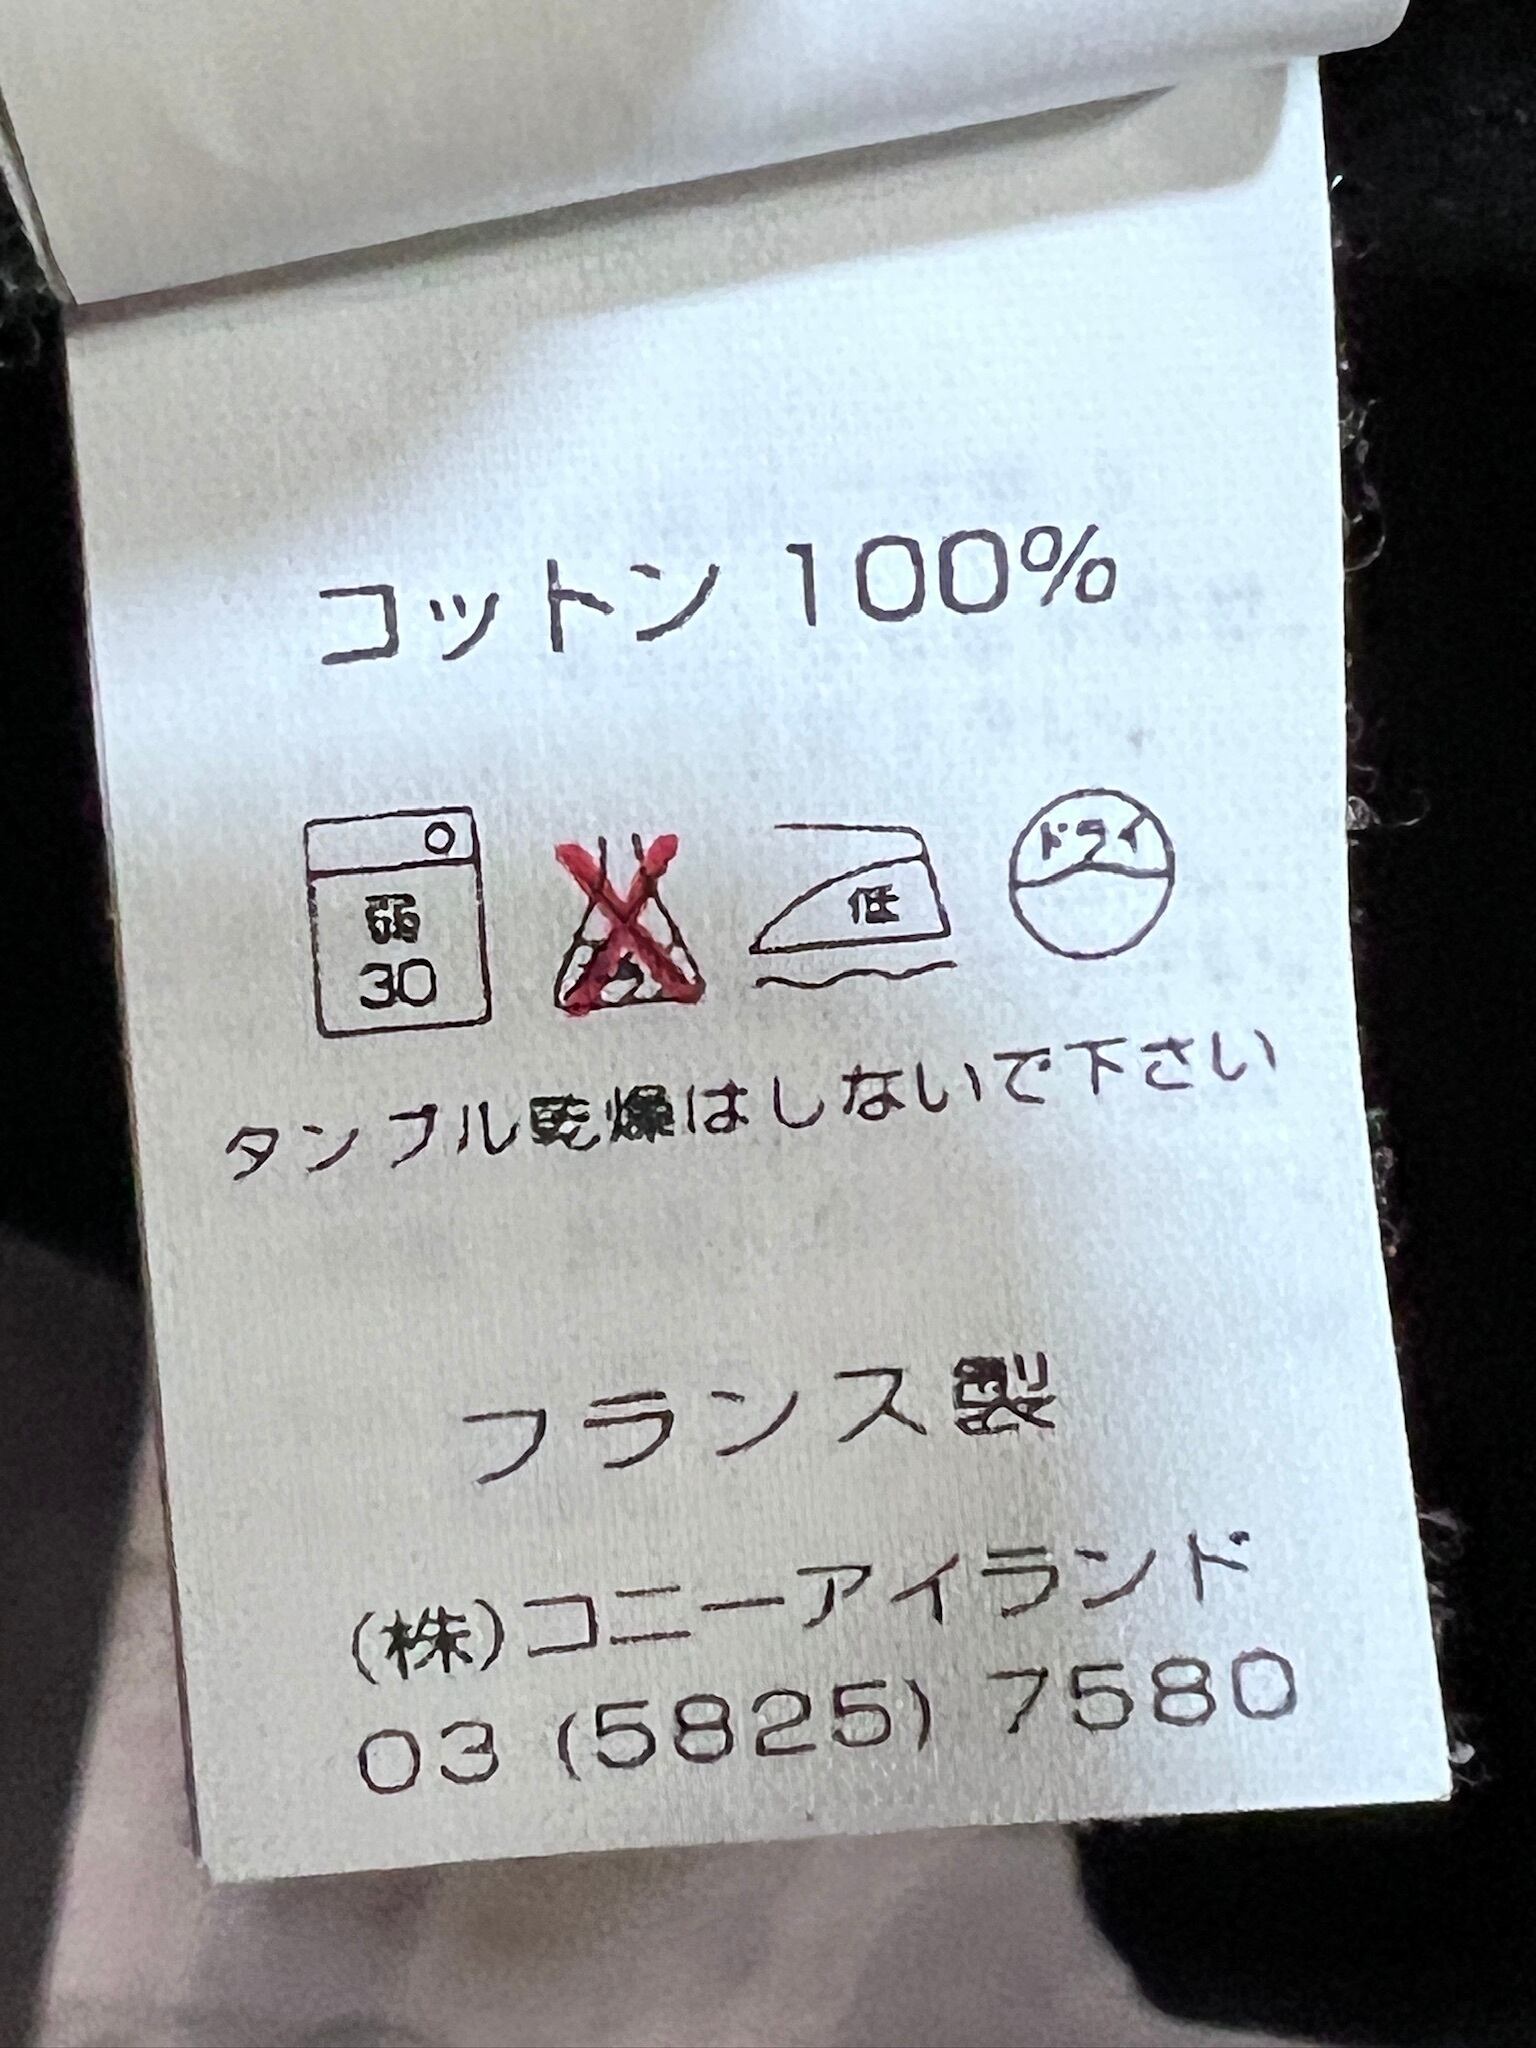 コットン 100%
弱 30 低 ドライ
タンブル乾燥はしないで下さい
フランス製
(株)コニーアイランド
03 (5825) 7580